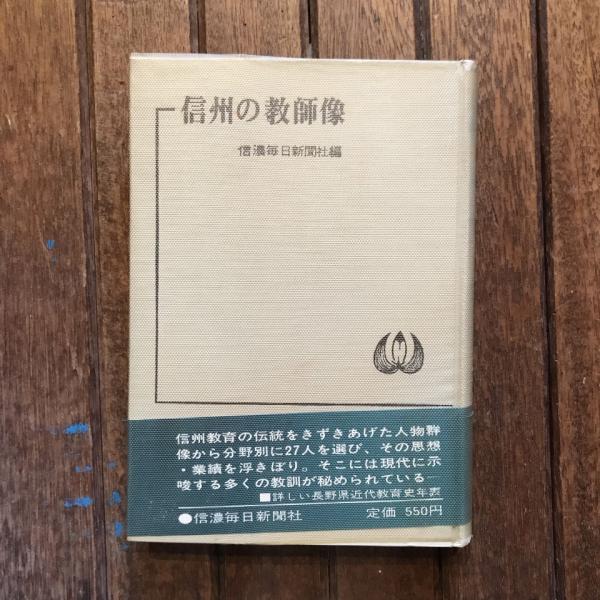 信州の教師像
信濃毎日新聞社編
信州教育の伝統をきずきあげた人物群
像から分野別に27人を選び、その思想
・業績を浮きぼり。そこには現代に示
唆する多くの教訓が秘められている―
■詳しい長野県近代教育史年表
●信濃毎日新聞社 定価 550円